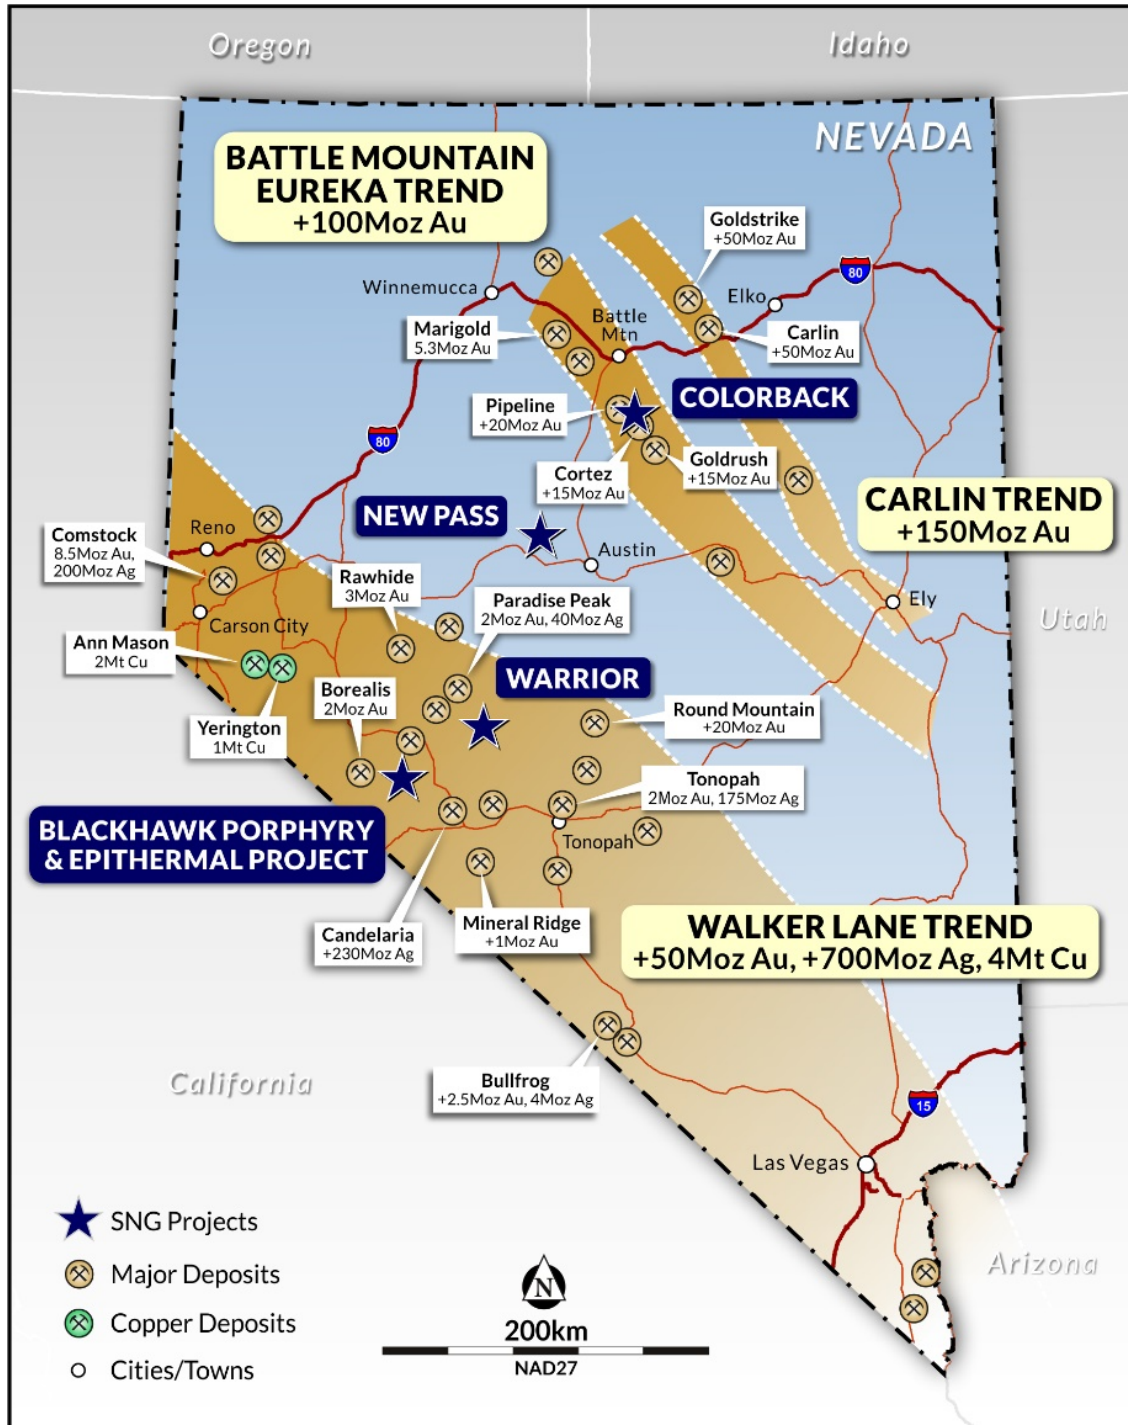 Oregon
Idaho
NEVADA
BATTLE MOUNTAIN
EUREKA TREND
+100Moz Au
Goldstrike
+50Moz Au
80
Winnemucca
Elko
Marigold
5.3Moz Au
Battle
Mtn
Carlin
+50Moz Au
COLORBACK
Pipeline
+20Moz Au
80
Goldrush
+15Moz Au
Cortez
+15Moz Au
CARLIN TREND
+150Moz Au
NEW PASS
Reno
Comstock
8.5Moz Au,
200Moz Ag
Austin
Rawhide
3Moz Au
Paradise Peak
2Moz Au, 40Moz Ag
Ely
Utah
Carson City
Ann Mason
2Mt Cu
WARRIOR
Borealis
2Moz Au
Yerington
1Mt Cu
Round Mountain
+20Moz Au
Tonopah
2Moz Au, 175Moz Ag
BLACKHAWK PORPHYRY
& EPITHERMAL PROJECT
Tonopah
Candelaria
+230Moz Ag
Mineral Ridge
+1Moz Au
WALKER LANE TREND
+50Moz Au, +700Moz Ag, 4Mt Cu
California
Bullfrog
+2.5Moz Au, 4Moz Ag
15
Las Vegas
Arizona
SNG Projects
Major Deposits
Copper Deposits
Cities/Towns
N
200km
NAD27